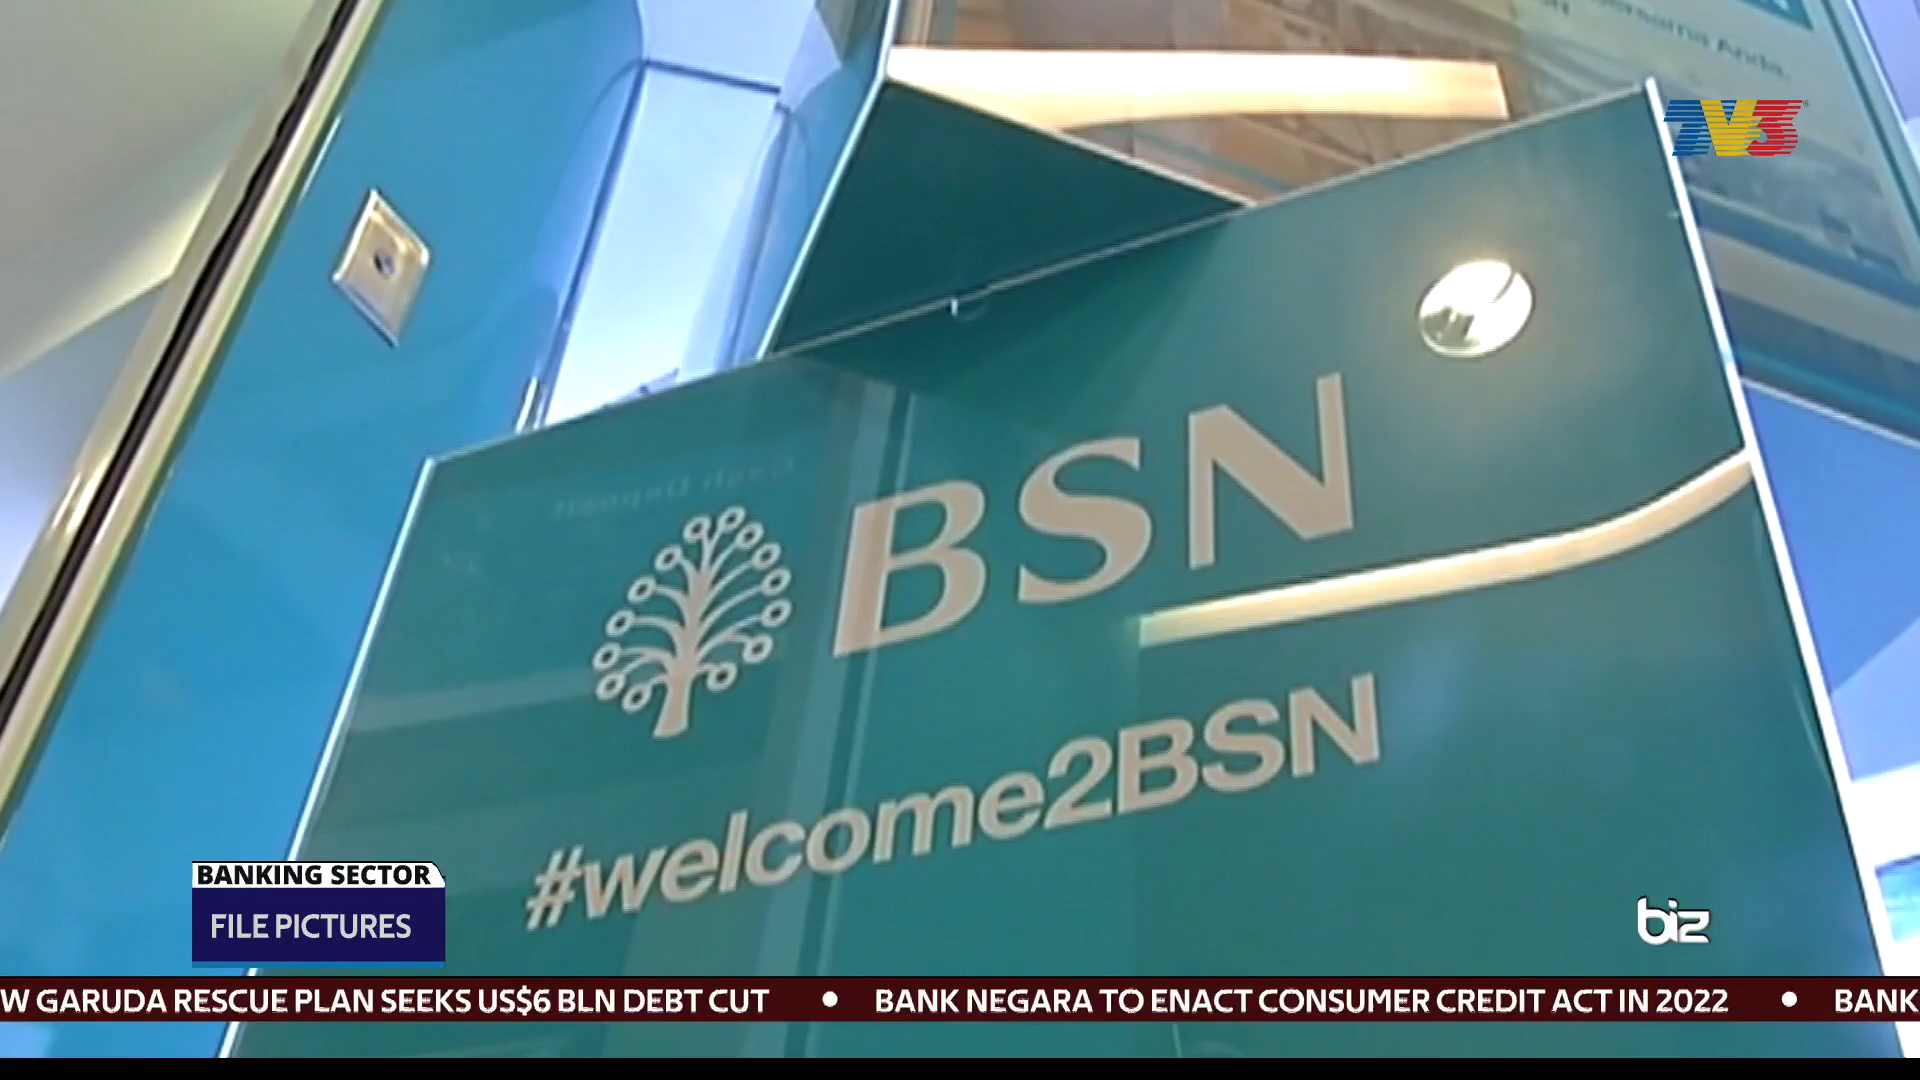 TV3
BSN
#welcome2BSN
BANKING SECTOR
FILE PICTURES
biz
W GARUDA RESCUE PLAN SEEKS US$6 BLN DEBT CUT • BANK NEGARA TO ENACT CONSUMER CREDIT ACT IN 2022 • BANK